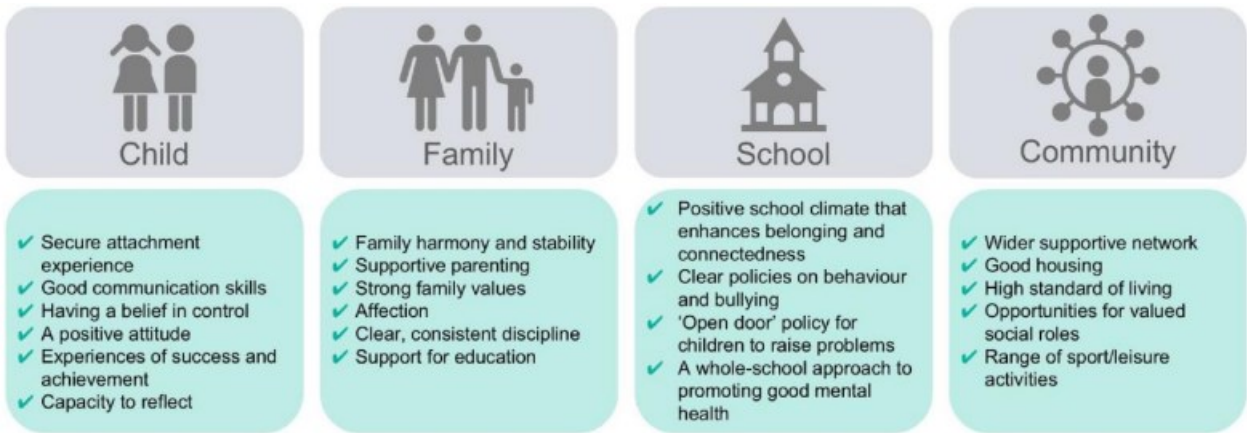 Child
Secure attachment
experience
Good communication skills
Having a belief in control
A positive attitude
Experiences of success and
achievement
Capacity to reflect
Family
Family harmony and stability
Supportive parenting
Strong family values
Affection
Clear, consistent discipline
Support for education
School
Positive school climate that
enhances belonging and
connectedness
Clear policies on behaviour
and bullying
‘Open door’ policy for
children to raise problems
A whole-school approach to
promoting good mental
health
Community
Wider supportive network
Good housing
High standard of living
Opportunities for valued
social roles
Range of sport/leisure
activities